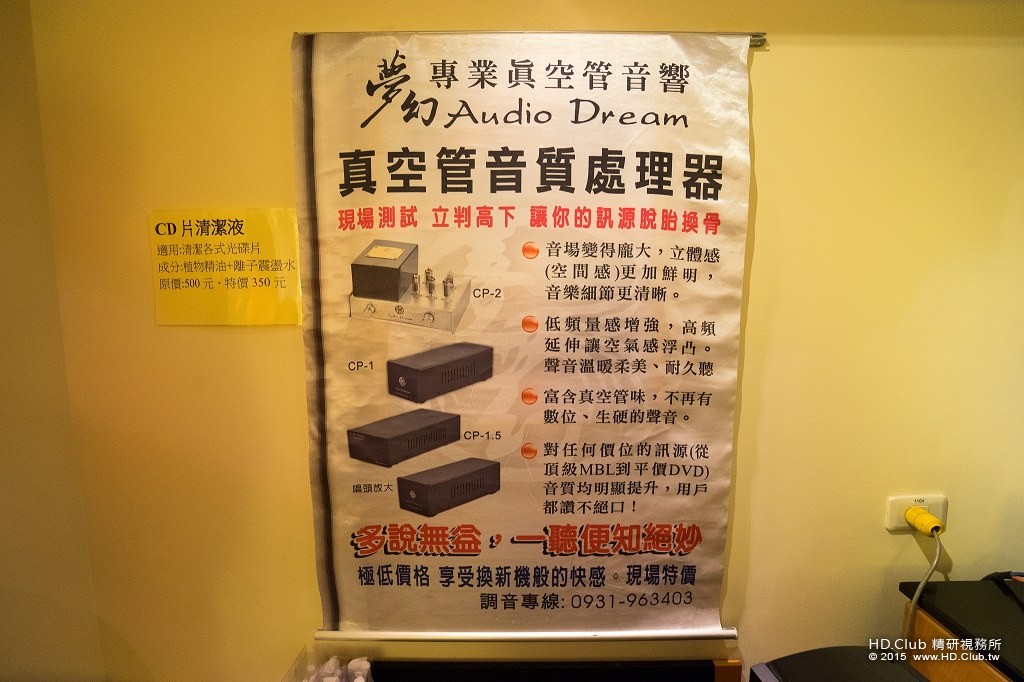 專業眞空管音響
夢幻 Audio Dream
真空管音質處理器
現場測試 立判高下 讓你的訊源脫胎換骨
CD 片清潔液
適用:清潔各式光碟片
成分:植物精油+離子震盪水
原價:500元、特價 350 元
Audio Dream
CP-2
CP-1
CP-1.5
唱頭放大
音場變得龐大，立體感
(空間感)更加鮮明，
音樂細節更清晰。
低頻量感增強，高頻
延伸讓空氣感浮凸。
聲音溫暖柔美、耐久聽
富含真空管味，不再有
數位、生硬的聲音。
對任何價位的訊源(從
頂級MBL到平價DVD)
音質均明顯提升，用戶
都讚不絕口！
多說無益，一聽便知絕妙
極低價格 享受換新機般的快感。現場特價
調音專線: 0931-963403
110V
HD.Club 精研視務所
© 2015 www.HD.Club.tw